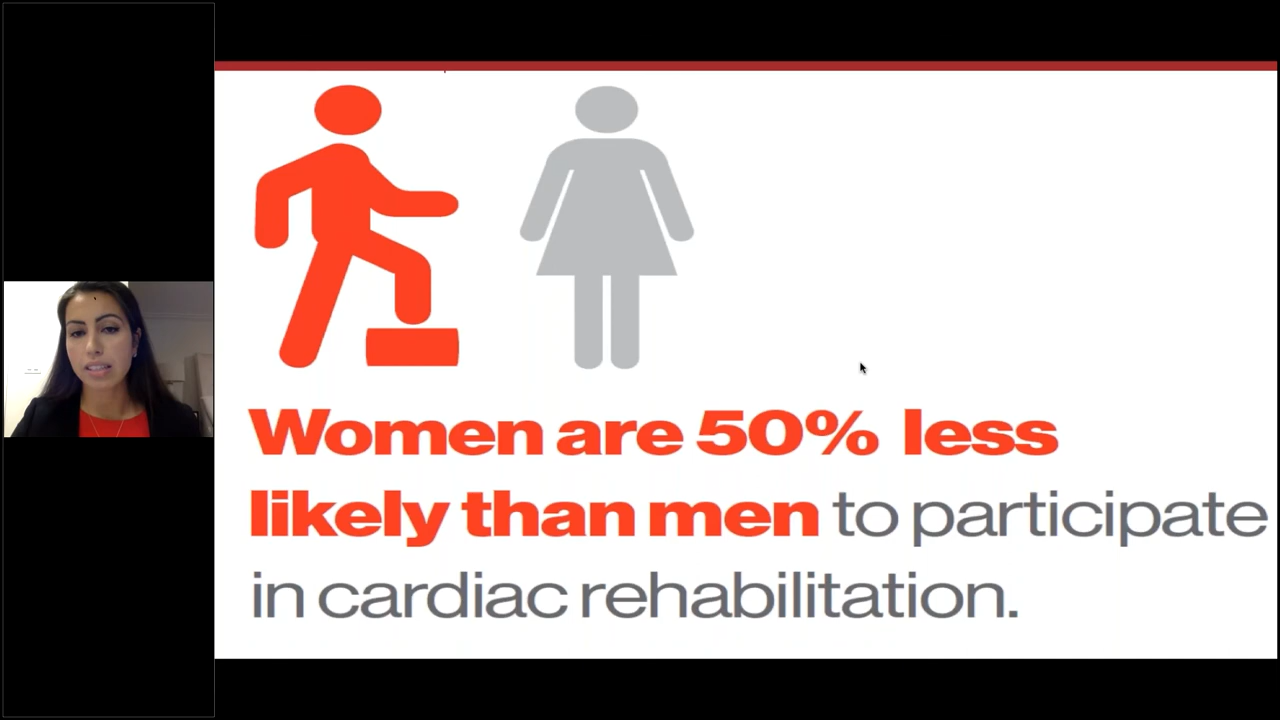 Women are 50% less
likely than men to participate
in cardiac rehabilitation.